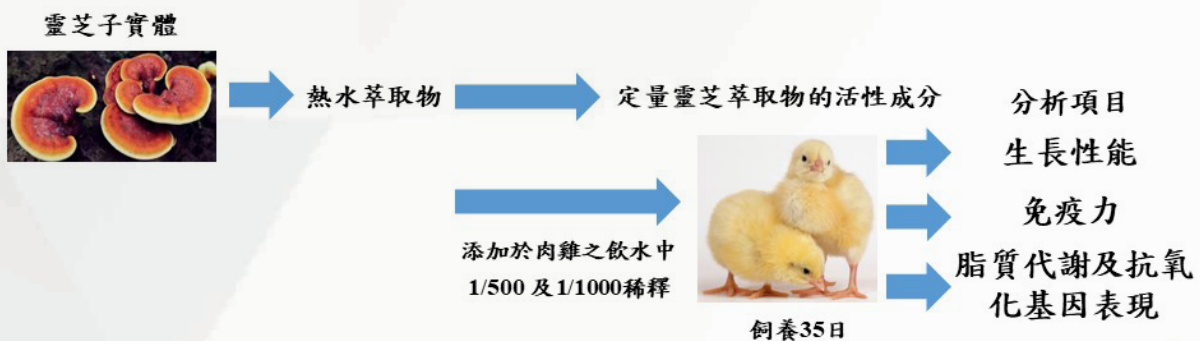 靈芝子實體
熱水萃取物
定量靈芝萃取物的活性成分
添加於肉雞之飲水中
1/500 及1/1000稀釋
飼養35日
分析項目
生長性能
免疫力
脂質代謝及抗氧
化基因表現